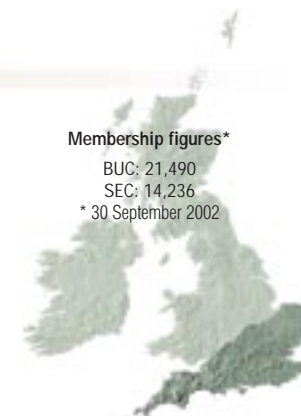 Membership figures*
BUC: 21,490
SEC: 14,236
* 30 September 2002